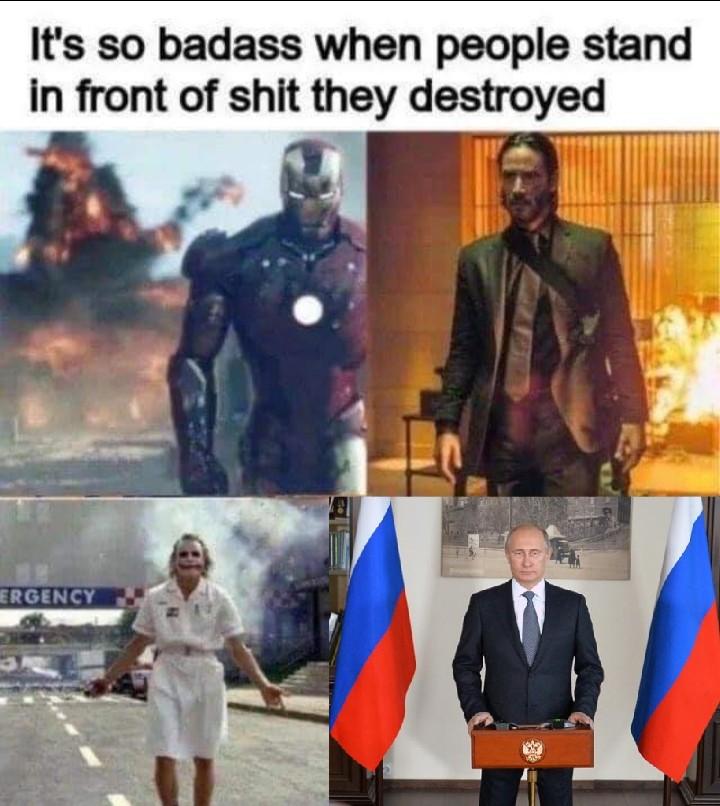 It's so badass when people stand
in front of shit they destroyed
ERGENCY